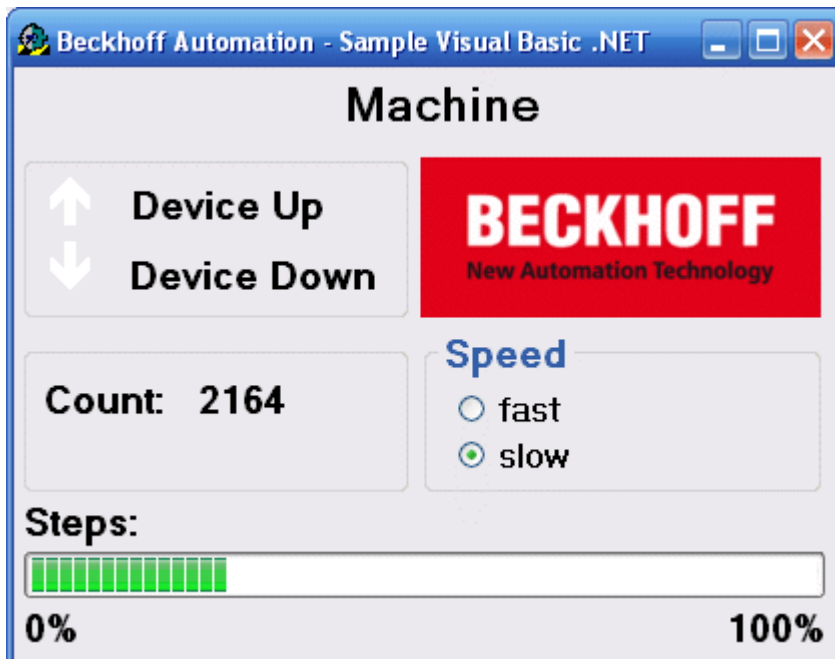 Beckhoff Automation - Sample Visual Basic .NET
Machine
Device Up
Device Down
BECKHOFF
New Automation Technology
Count: 2164
Speed
fast
slow
Steps:
0% 100%